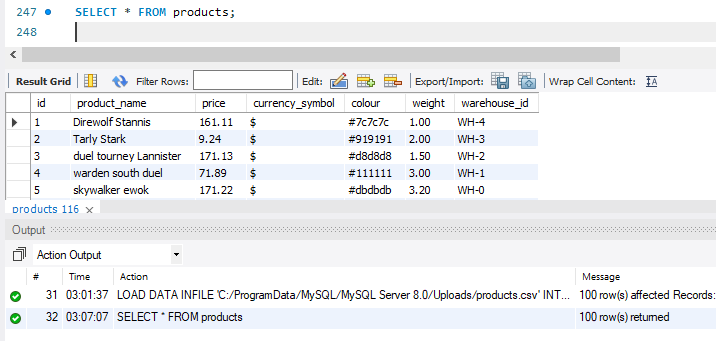 247 SELECT * FROM products;
248
Result Grid Filter Rows: Edit: Export/Import: Wrap Cell Content:
id product_name price currency_symbol colour weight warehouse_id
1 Direwolf Stannis 161.11 $ #7c7c7c 1.00 WH-4
2 Tarly Stark 9.24 $ #919191 2.00 WH-3
3 duel tourney Lannister 171.13 $ #d8d8d8 1.50 WH-2
4 warden south duel 71.89 $ #111111 3.00 WH-1
5 skywalker ewok 171.22 $ #dbdbdb 3.20 WH-0
products 116
Output
Action Output
# Time Action Message
31 03:01:37 LOAD DATA INFILE 'C:/ProgramData/MySQL/MySQL Server 8.0/Uploads/products.csv' INT... 100 row(s) affected Records:
32 03:07:07 SELECT * FROM products 100 row(s) returned